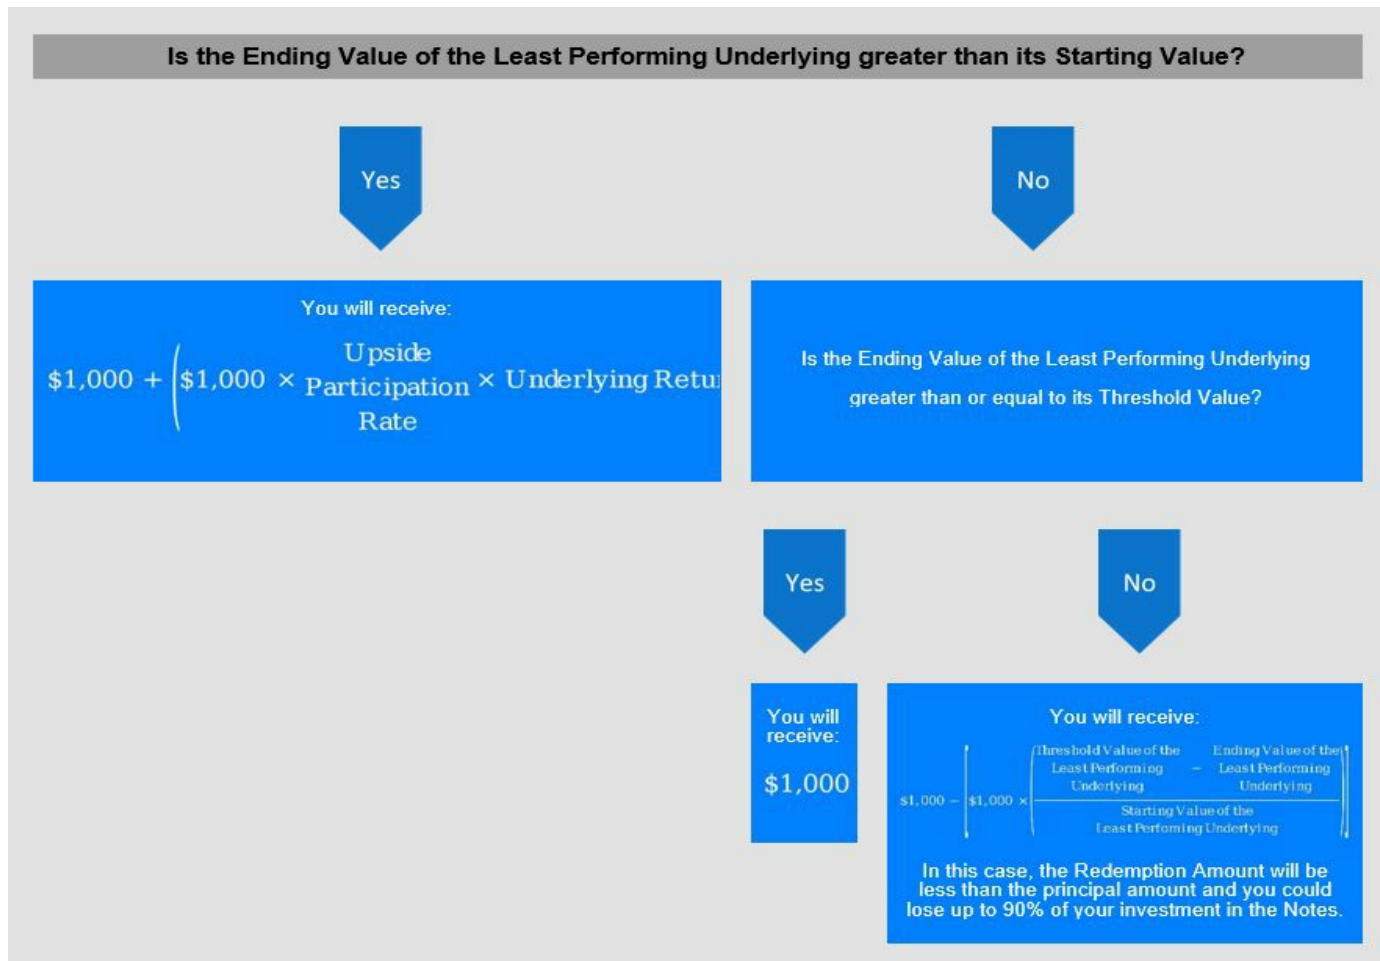 Is the Ending Value of the Least Performing Underlying greater than its Starting Value?
Yes
No
You will receive:
$1,000 + ($1,000 × Upside Participation Rate × Underlying
Is the Ending Value of the Least Performing Underlying
greater than or equal to its Threshold Value?
Yes
No
You will
receive:
$1,000
You will receive:
Threshold Value of the
Least Performing
Underlying
−
Ending Value of the
Least Performing
Underlying
$1,000 − [$1,000 × (
Starting Value of the
Least Perfoming Underlying
)]
In this case, the Redemption Amount will be
less than the principal amount and you could
lose up to 90% of your investment in the Notes.